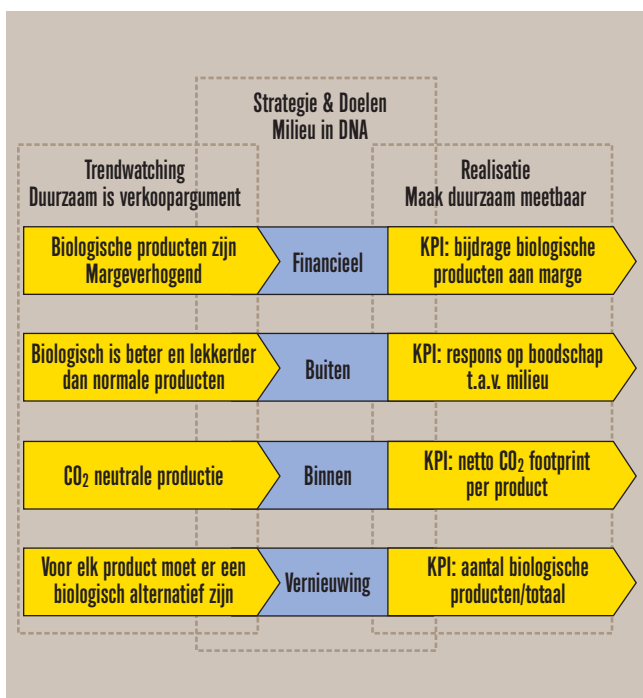 Strategie & Doelen
Milieu in DNA
Trendwatching
Duurzaam is verkoopargument
Realisatie
Maak duurzaam meetbaar
Biologische producten zijn
Margeverhogend
Financieel
KPI: bijdrage biologische
producten aan marge
Biologisch is beter en lekkerder
dan normale producten
Buiten
KPI: respons op boodschap
t.a.v. milieu
CO₂ neutrale productie
Binnen
KPI: netto CO₂ footprint
per product
Voor elk product moet er een
biologisch alternatief zijn
Vernieuwing
KPI: aantal biologische
producten/totaal